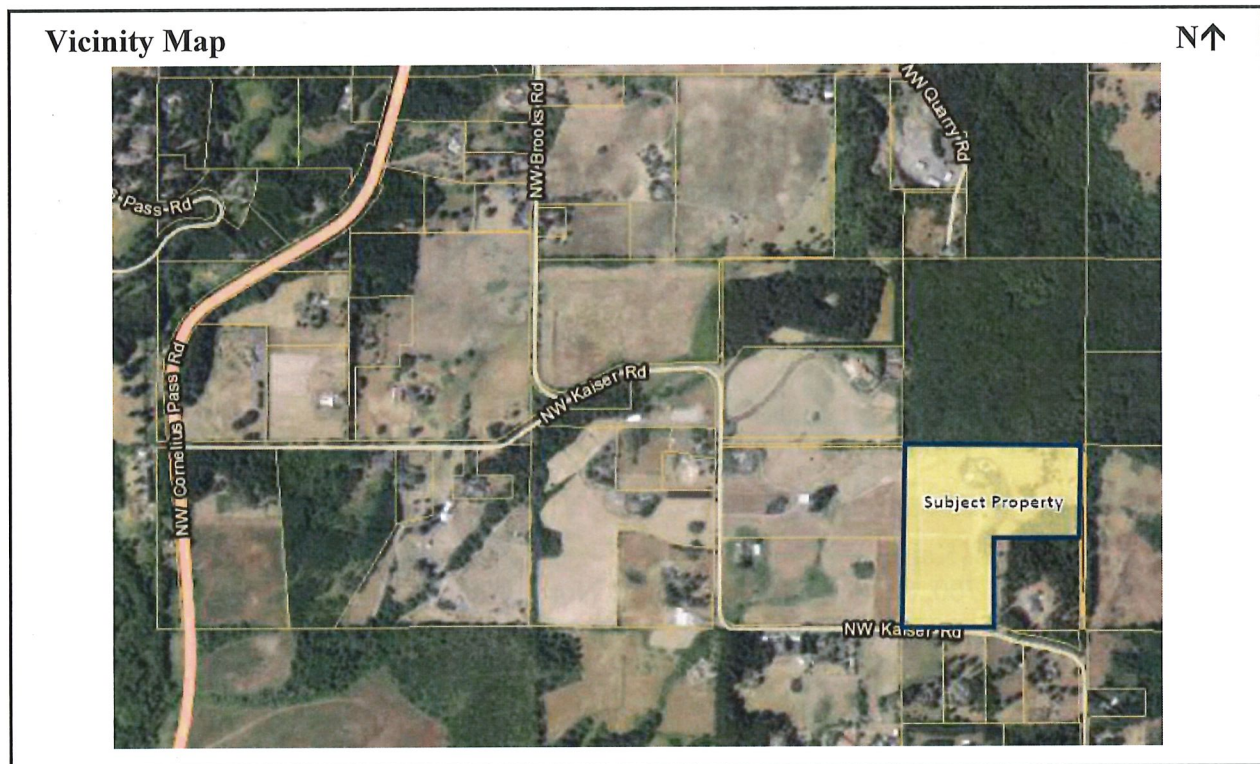 Vicinity Map
N↑
NW Quarry Rd
NW Brooks Rd
s Pass Rd
NW Cornelius Pass Rd
NW Kaiser Rd
Subject Property
NW Kaiser Rd